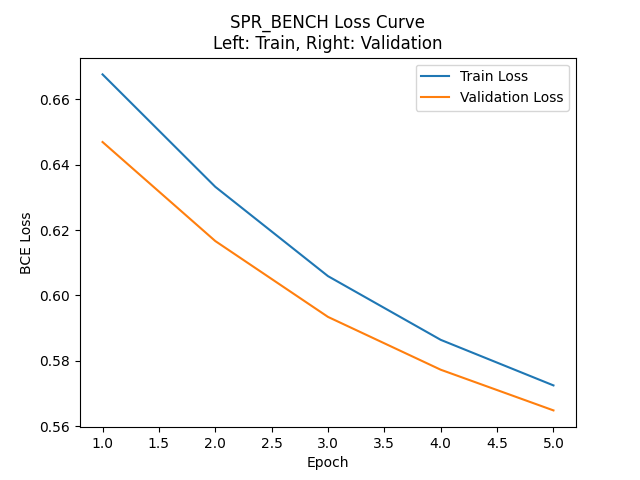 SPR_BENCH Loss Curve
Left: Train, Right: Validation
Train Loss
Validation Loss
BCE Loss
0.66
0.64
0.62
0.60
0.58
0.56
1.0 1.5 2.0 2.5 3.0 3.5 4.0 4.5 5.0
Epoch